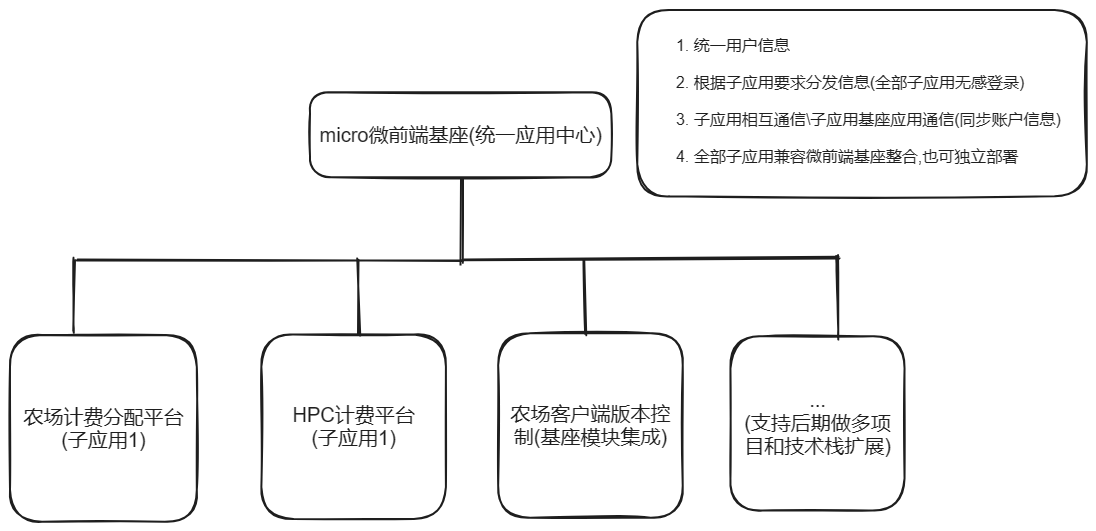 1. 统一用户信息
2. 根据子应用要求分发信息(全部子应用无感登录)
3. 子应用相互通信\子应用基座应用通信(同步账户信息)
4. 全部子应用兼容微前端基座整合,也可独立部署
micro微前端基座(统一应用中心)
农场计费分配平台
(子应用1)
HPC计费平台
(子应用1)
农场客户端版本控
制(基座模块集成)
...
(支持后期做多项
目和技术栈扩展)